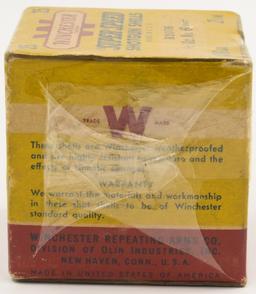 WINCHESTER
SUPER SPEED
SHOTGUN SHELLS
TRADE W MARK
These shells are Winchester weatherproofed
and are highly resistant to moisture and the
effects of climatic changes.
WARRANTY
We warrant the materials and workmanship
in these shot shells to be of Winchester
standard quality.
WINCHESTER REPEATING ARMS CO.
DIVISION OF OLIN INDUSTRIES, INC.
NEW HAVEN, CONN., U.S.A.
MADE IN UNITED STATES OF AMERICA